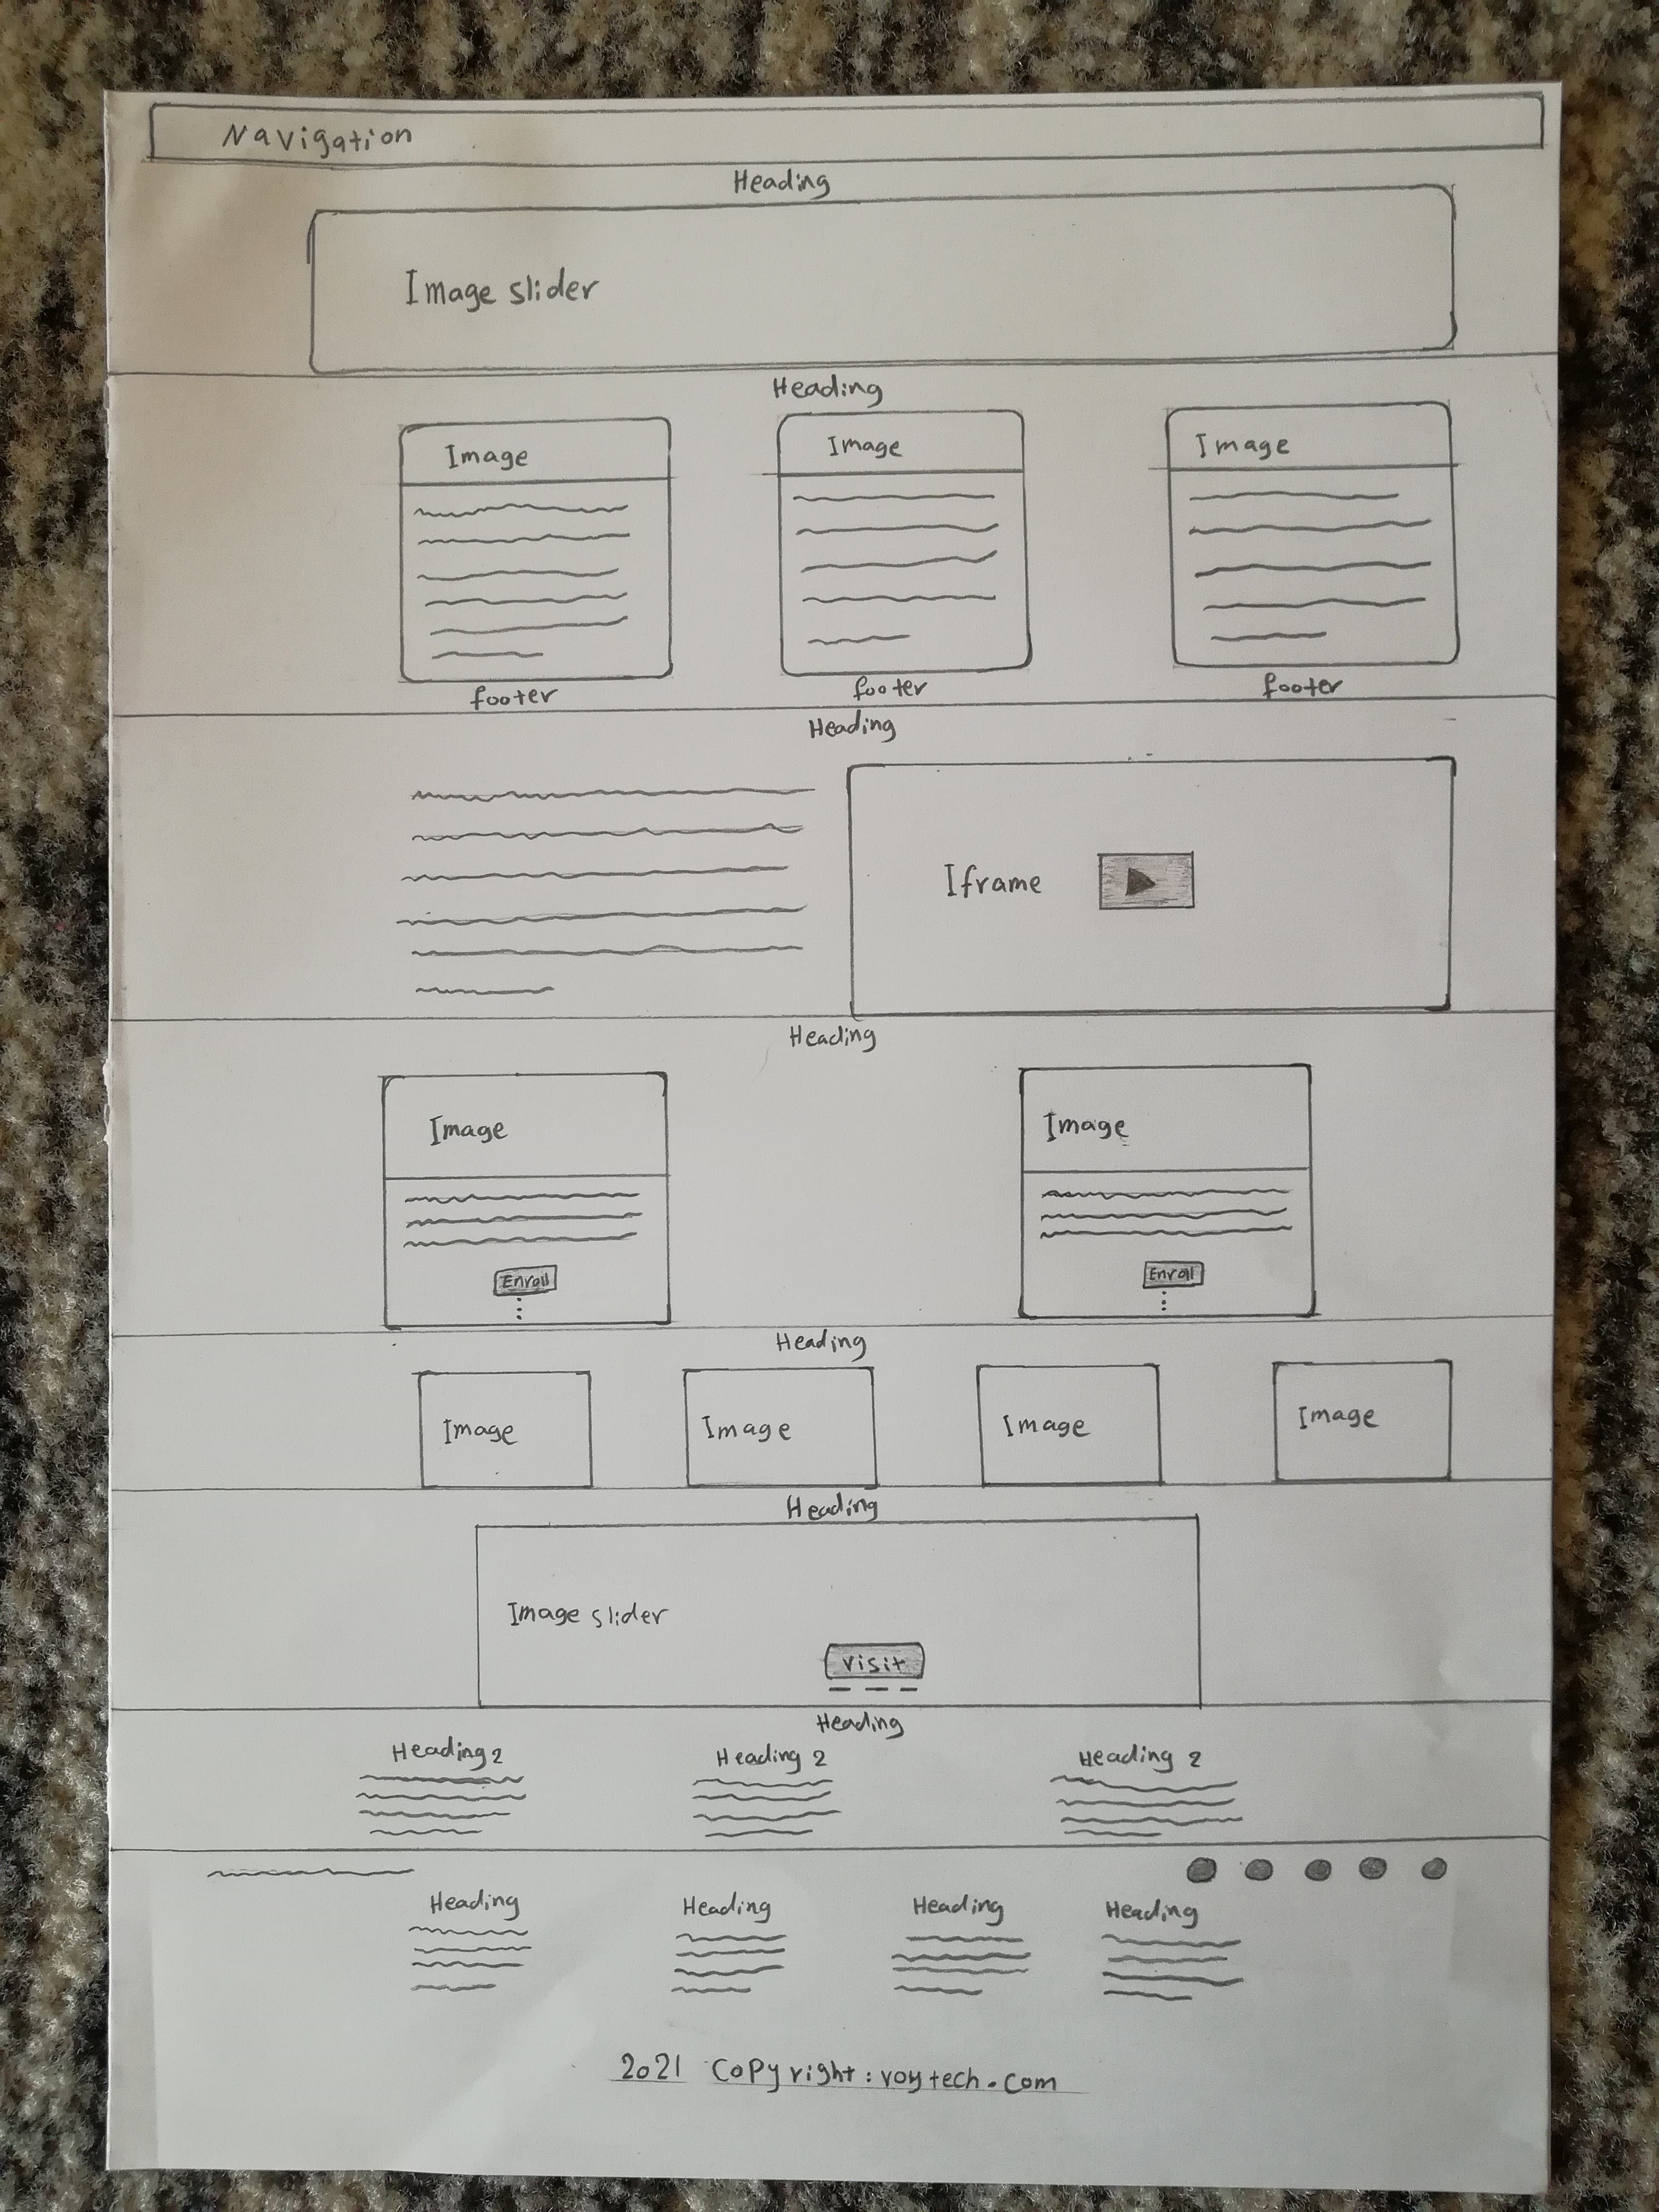 Navigation
Heading
Image slider
Heading
Image Image Image
footer footer footer
Heading
Iframe
Heading
Image Image
Enroll Enroll
Heading
Image Image Image Image
Heading
Image slider
visit
Heading
Heading 2 Heading 2 Heading 2
Heading Heading Heading Heading
2021 Copyright: voytech.com